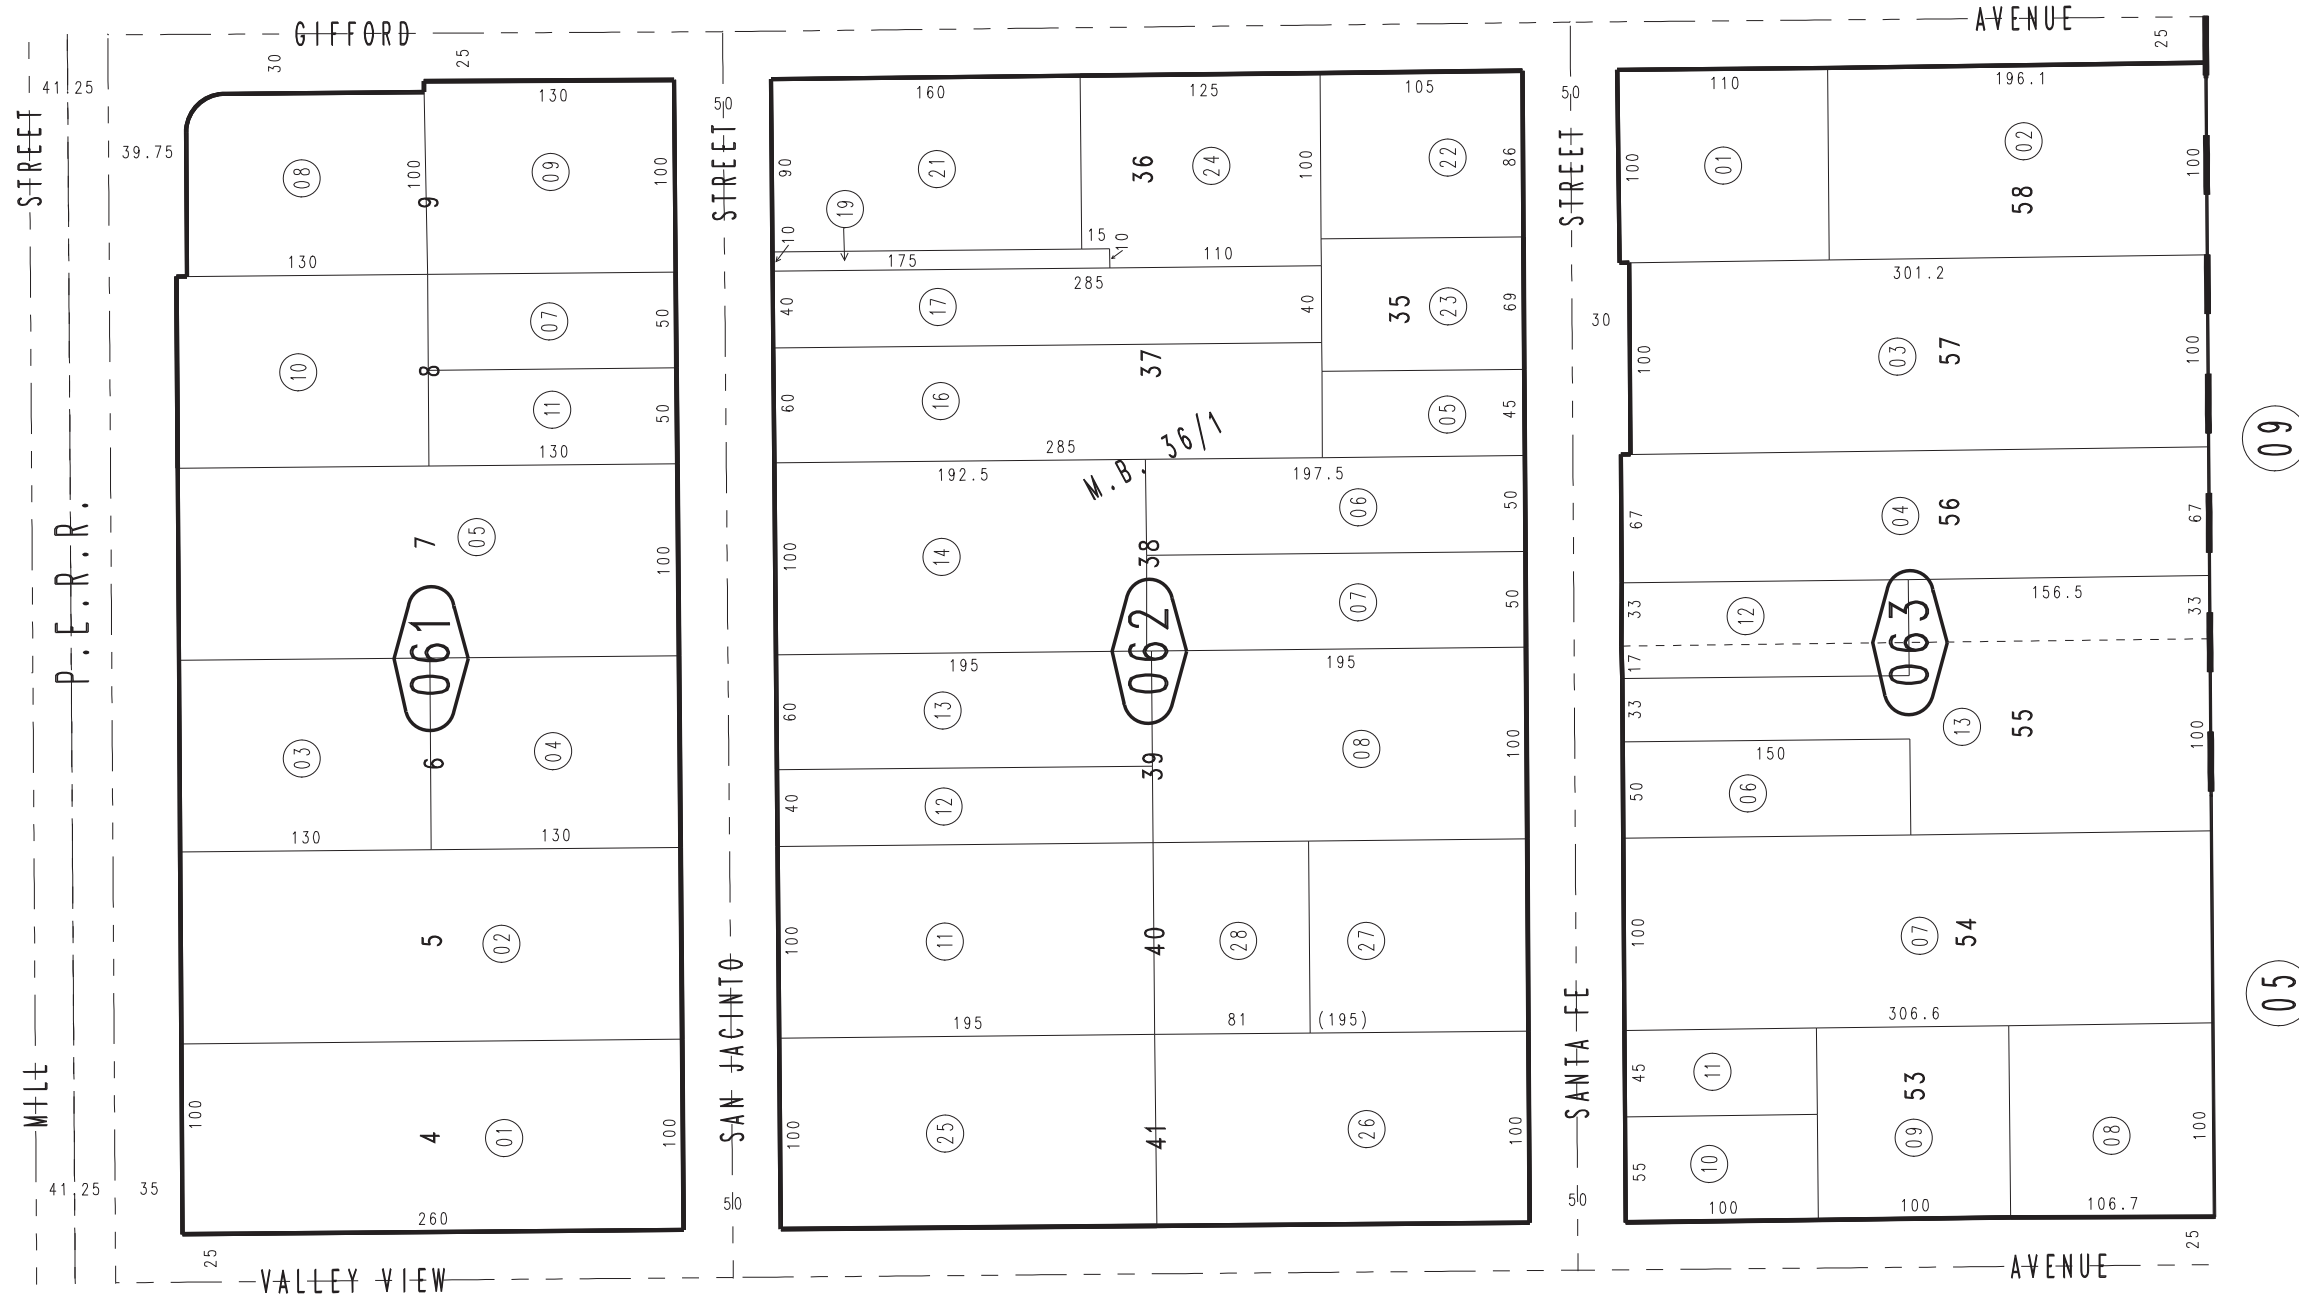 GIFFORD AVENUE
30 25 25
41.25
39.75
STREET
P.E.R.R.
MILL
41.25 35
130
08 100 09 100
9
130
10 07 50
8
11 50
130
7 05 100
061
03 6 04
130 130
5 02
100 4 01 100
260
25
VALLEY VIEW AVENUE
50
STREET
SAN JACINTO
50
160 125 105
90 21 36 24 100 22 86
19
10 15 10
175 110
285
40 17 40 35 23 69
37
60 16 05 45
285
M.B. 36/1
192.5 197.5
06 50
100 14 38
07 50
062
195 195
60 13
39 08 100
40 12
100 11 40 28 27
195 81 (195)
100 25 41 26 100
50
STREET
30
SANTA FE
50
110 196.1
100 01 02 100
58
301.2
100 03 57 100
67 04 56 67
33 12 156.5 33
063
17
33 13 55 100
150
50 06
100 07 54
306.6
45 11 53
55 10 09 08 100
100 100 106.7
25
09
05